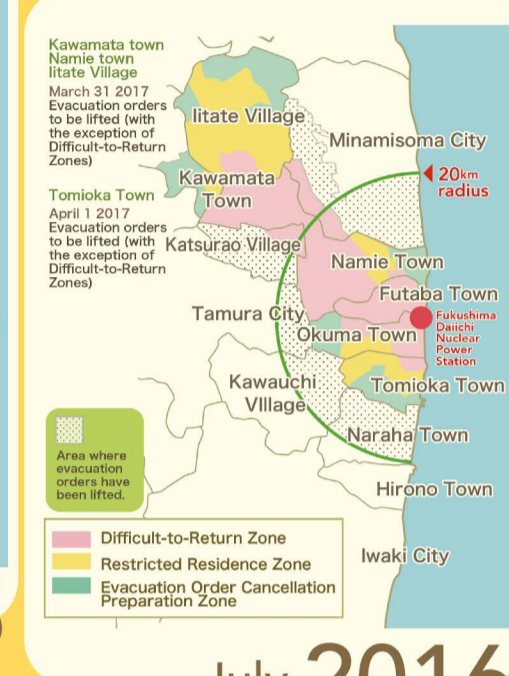 Kawamata town
Namie town
Iitate Village
March 31 2017
Evacuation orders
to be lifted (with
the exception of
Difficult-to-Return
Zones)
Tomioka Town
April 1 2017
Evacuation orders
to be lifted (with
the exception of
Difficult-to-Return
Zones)
Iitate Village
Minamisoma City
Kawamata
Town
20km
radius
Katsurao Village
Namie Town
Futaba Town
Tamura City
Okuma Town
Fukushima
Daiichi
Nuclear
Power
Station
Kawauchi
VIllage
Tomioka Town
Naraha Town
Hirono Town
Iwaki City
Area where
evacuation
orders have
been lifted.
Difficult-to-Return Zone
Restricted Residence Zone
Evacuation Order Cancellation
Preparation Zone
July 2016